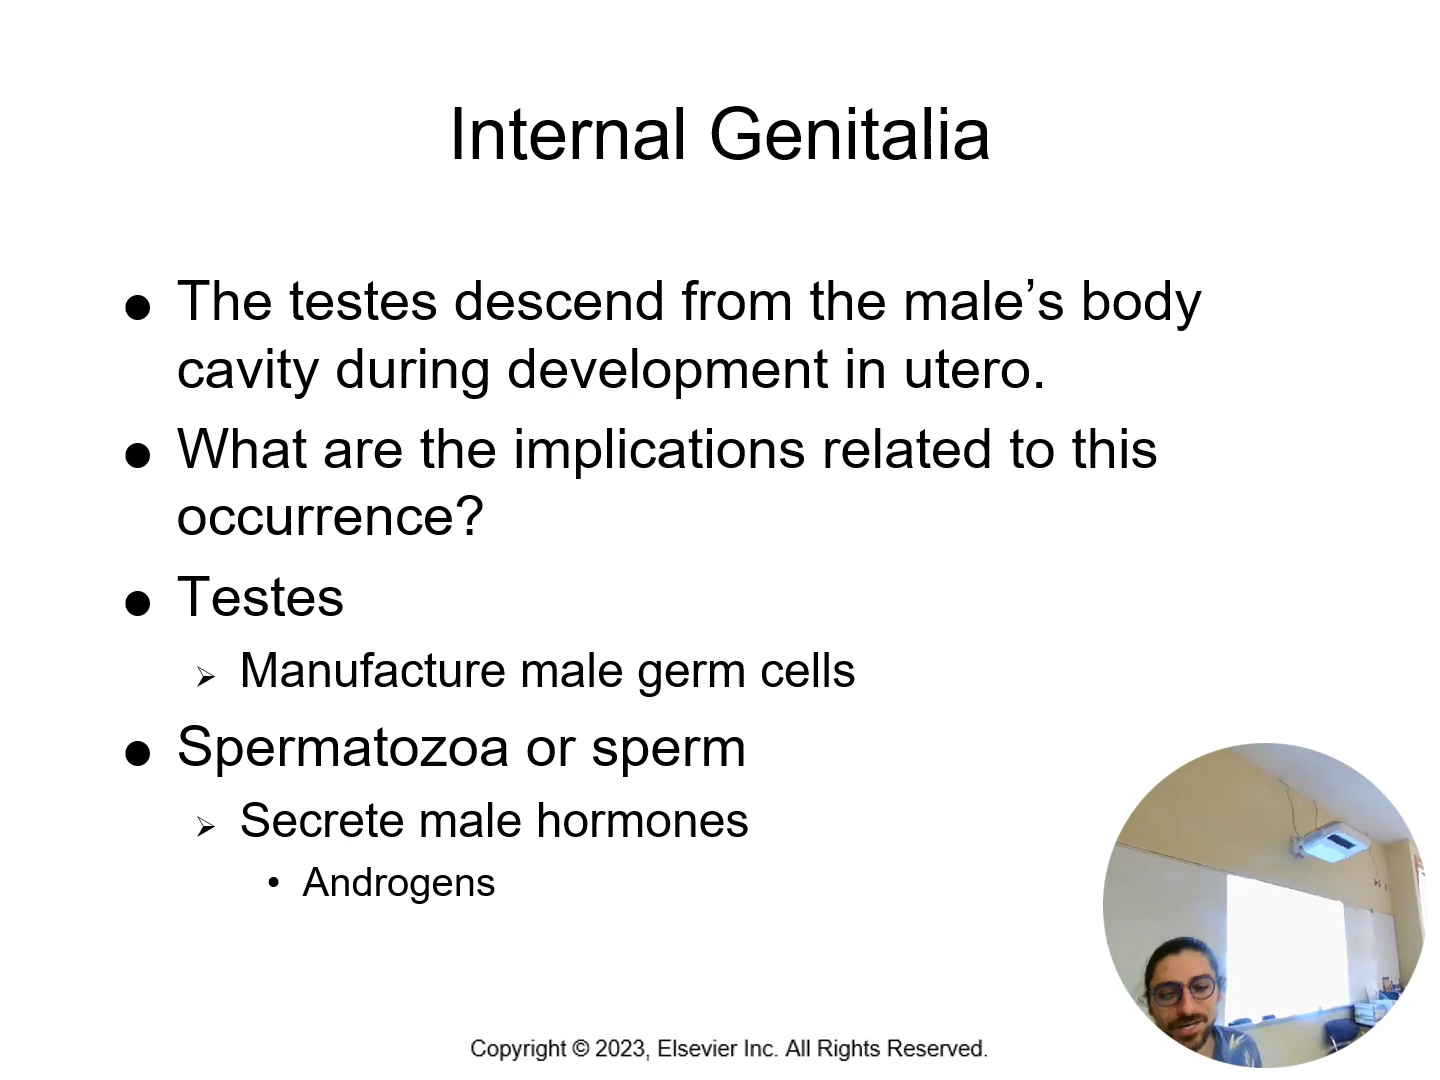 Internal Genitalia
● The testes descend from the male’s body
cavity during development in utero.
● What are the implications related to this
occurrence?
● Testes
➢ Manufacture male germ cells
● Spermatozoa or sperm
➢ Secrete male hormones
• Androgens
Copyright © 2023, Elsevier Inc. All Rights Reserved.